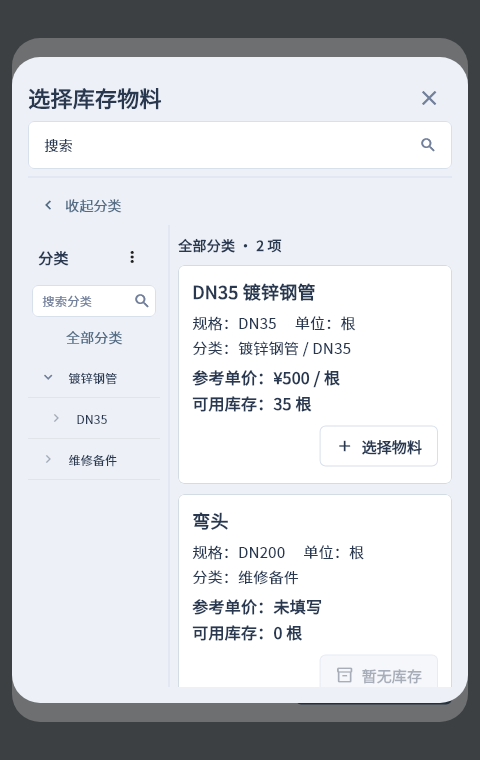 选择库存物料
搜索
收起分类
分类
搜索分类
全部分类
镀锌钢管
DN35
维修备件
全部分类 · 2 项
DN35 镀锌钢管
规格：DN35 单位：根
分类：镀锌钢管 / DN35
参考单价：¥500 / 根
可用库存：35 根
选择物料
弯头
规格：DN200 单位：根
分类：维修备件
参考单价：未填写
可用库存：0 根
暂无库存